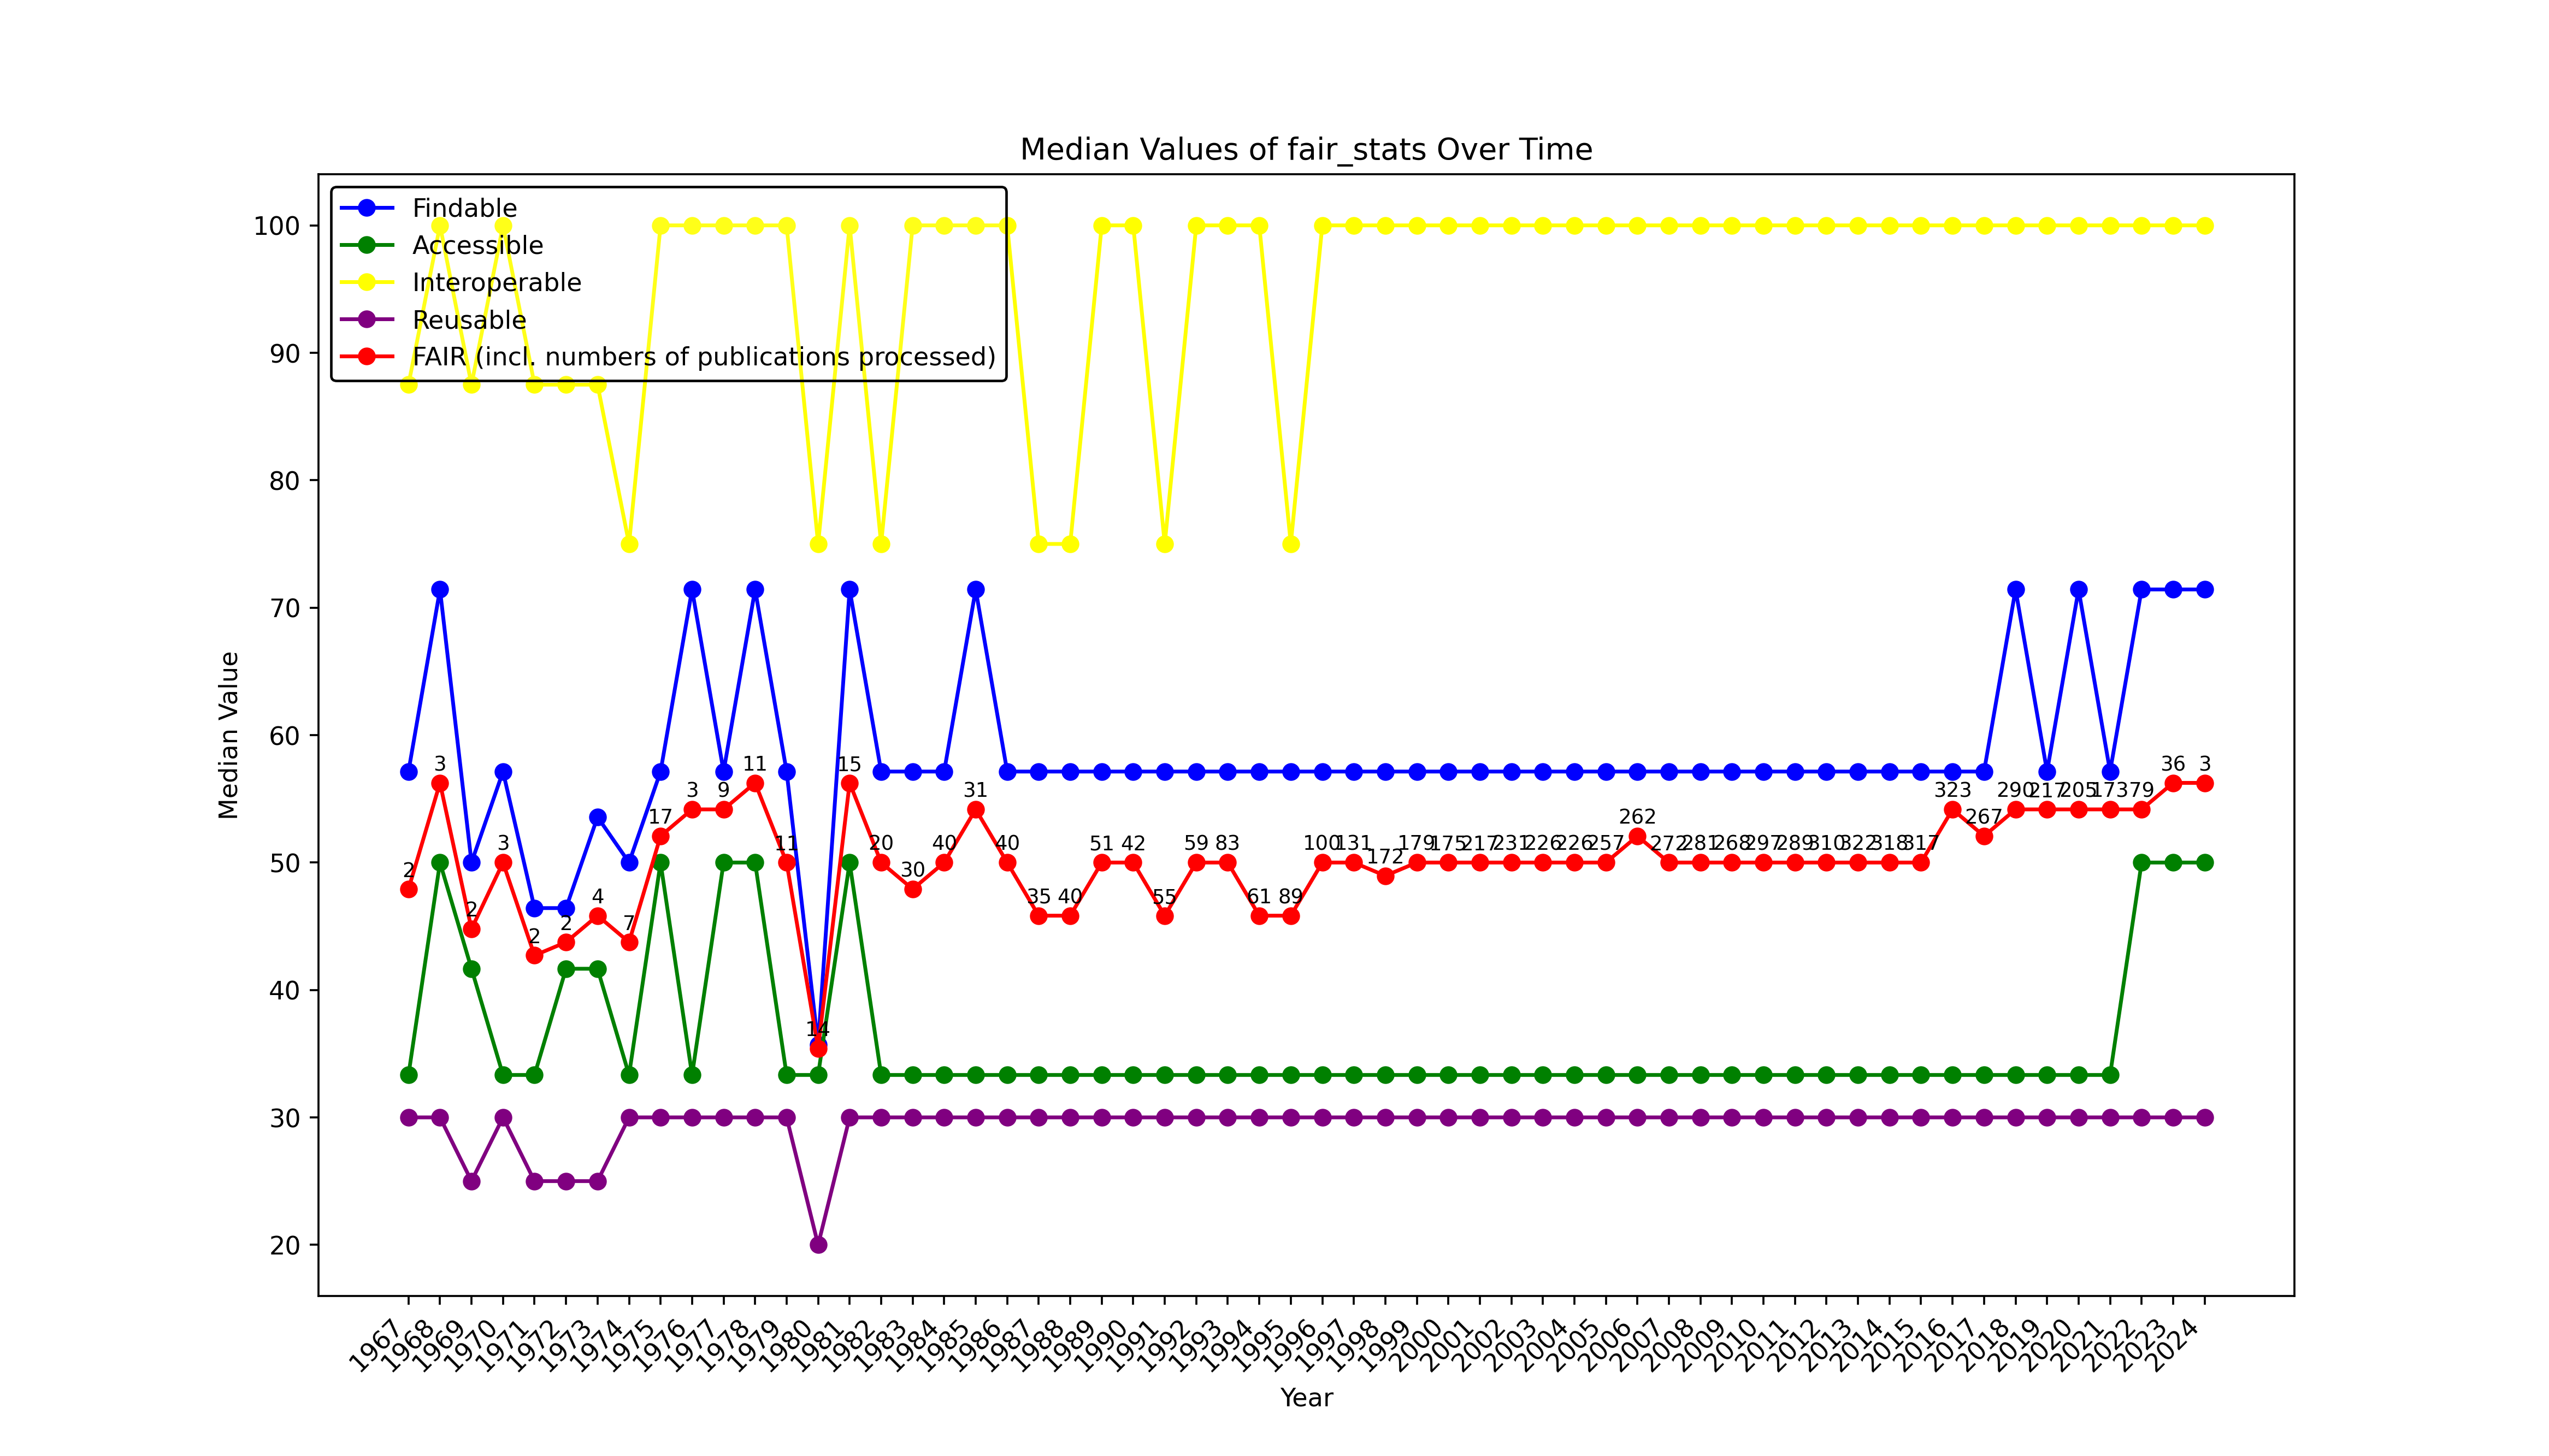 Median Values of fair_stats Over Time
Findable
Accessible
Interoperable
Reusable
FAIR (incl. numbers of publications processed)
Median Value
100
90
80
70
60
50
40
30
20
2 3 2 3 2 2 4 7 17 3 9 11 11 14 15 20 30 40 31 40 35 40 51 42 55 59 83 61 89 100 131 172 179 175 217 231 226 226 257 262 272 281 268 297 289 310 322 318 317 323 267 290 217 205 173 79 36 3
1967 1968 1969 1970 1971 1972 1973 1974 1975 1976 1977 1978 1979 1980 1981 1982 1983 1984 1985 1986 1987 1988 1989 1990 1991 1992 1993 1994 1995 1996 1997 1998 1999 2000 2001 2002 2003 2004 2005 2006 2007 2008 2009 2010 2011 2012 2013 2014 2015 2016 2017 2018 2019 2020 2021 2022 2023 2024
Year